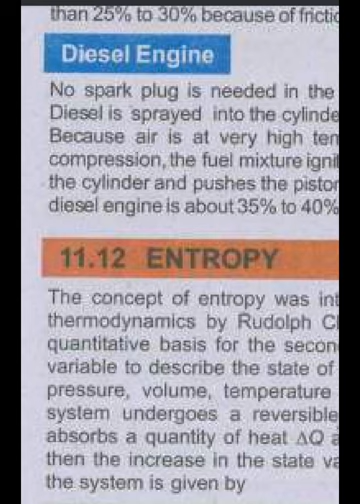 than 25% to 30% because of frictio
Diesel Engine
No spark plug is needed in the
Diesel is sprayed into the cylinde
Because air is at very high tem
compression, the fuel mixture ignit
the cylinder and pushes the piston
diesel engine is about 35% to 40%
11.12 ENTROPY
The concept of entropy was int
thermodynamics by Rudolph Cl
quantitative basis for the secon
variable to describe the state of
pressure, volume, temperature
system undergoes a reversible
absorbs a quantity of heat ΔQ a
then the increase in the state va
the system is given by